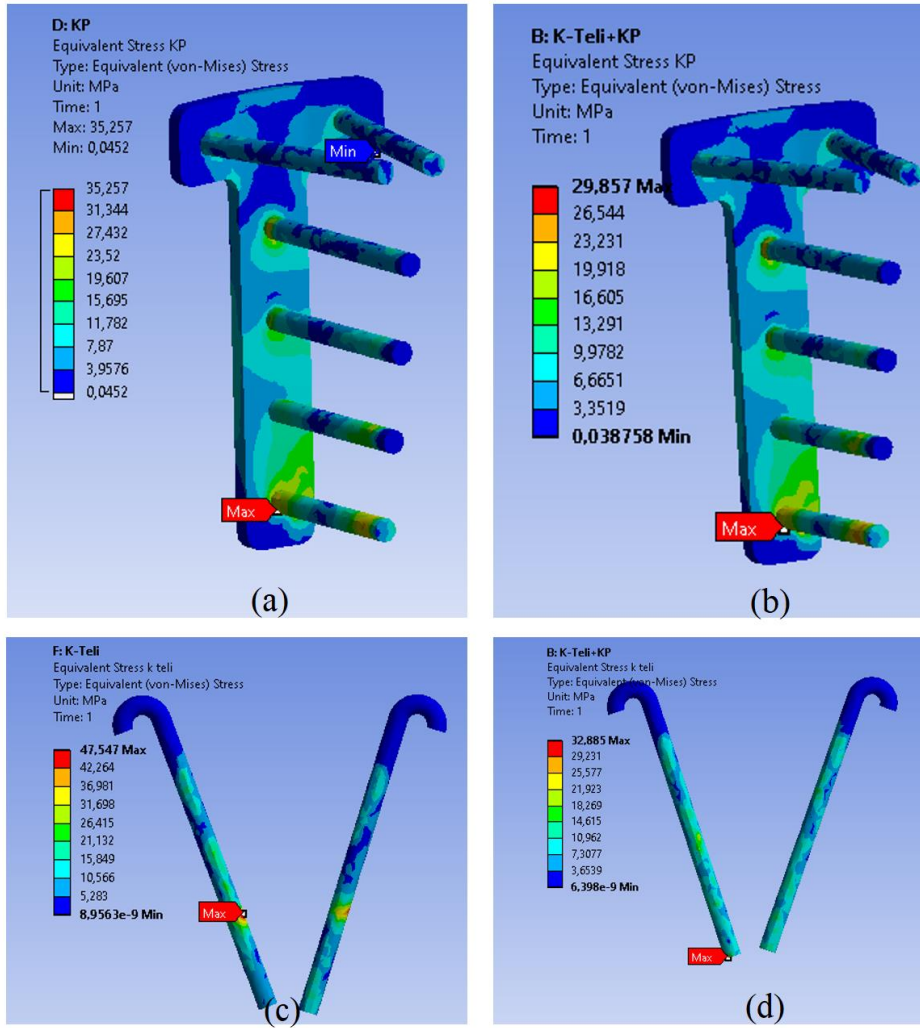 D: KP
Equivalent Stress KP
Type: Equivalent (von-Mises) Stress
Unit: MPa
Time: 1
Max: 35,257
Min: 0,0452
35,257
31,344
27,432
23,52
19,607
15,695
11,782
7,87
3,9576
0,0452
Min
Max
(a)
B: K-Teli+KP
Equivalent Stress KP
Type: Equivalent (von-Mises) Stress
Unit: MPa
Time: 1
29,857 Max
26,544
23,231
19,918
16,605
13,291
9,9782
6,6651
3,3519
0,038758 Min
Max
(b)
F: K-Teli
Equivalent Stress k teli
Type: Equivalent (von-Mises) Stress
Unit: MPa
Time: 1
47,547 Max
42,264
36,981
31,698
26,415
21,132
15,849
10,566
5,283
8,9563e-9 Min
Max
(c)
B: K-Teli+KP
Equivalent Stress k teli
Type: Equivalent (von-Mises) Stress
Unit: MPa
Time: 1
32,885 Max
29,231
25,577
21,923
18,269
14,615
10,962
7,3077
3,6539
6,398e-9 Min
Max
(d)